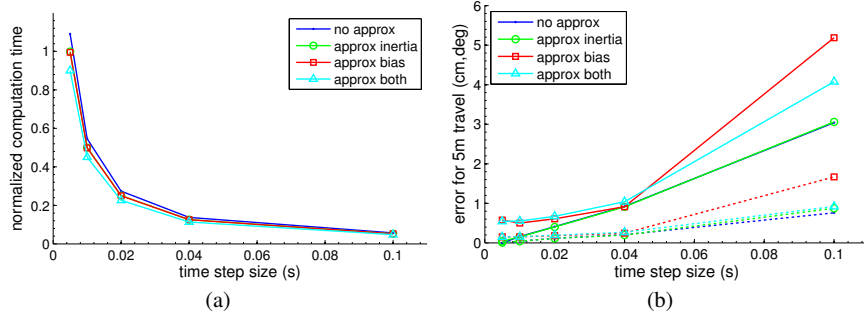 normalized computation time
1
0.8
0.6
0.4
0.2
0
0
0.02
0.04
0.06
0.08
0.1
time step size (s)
no approx
approx inertia
approx bias
approx both
(a)
error for 5m travel (cm,deg)
6
5
4
3
2
1
0
0
0.02
0.04
0.06
0.08
0.1
time step size (s)
no approx
approx inertia
approx bias
approx both
(b)